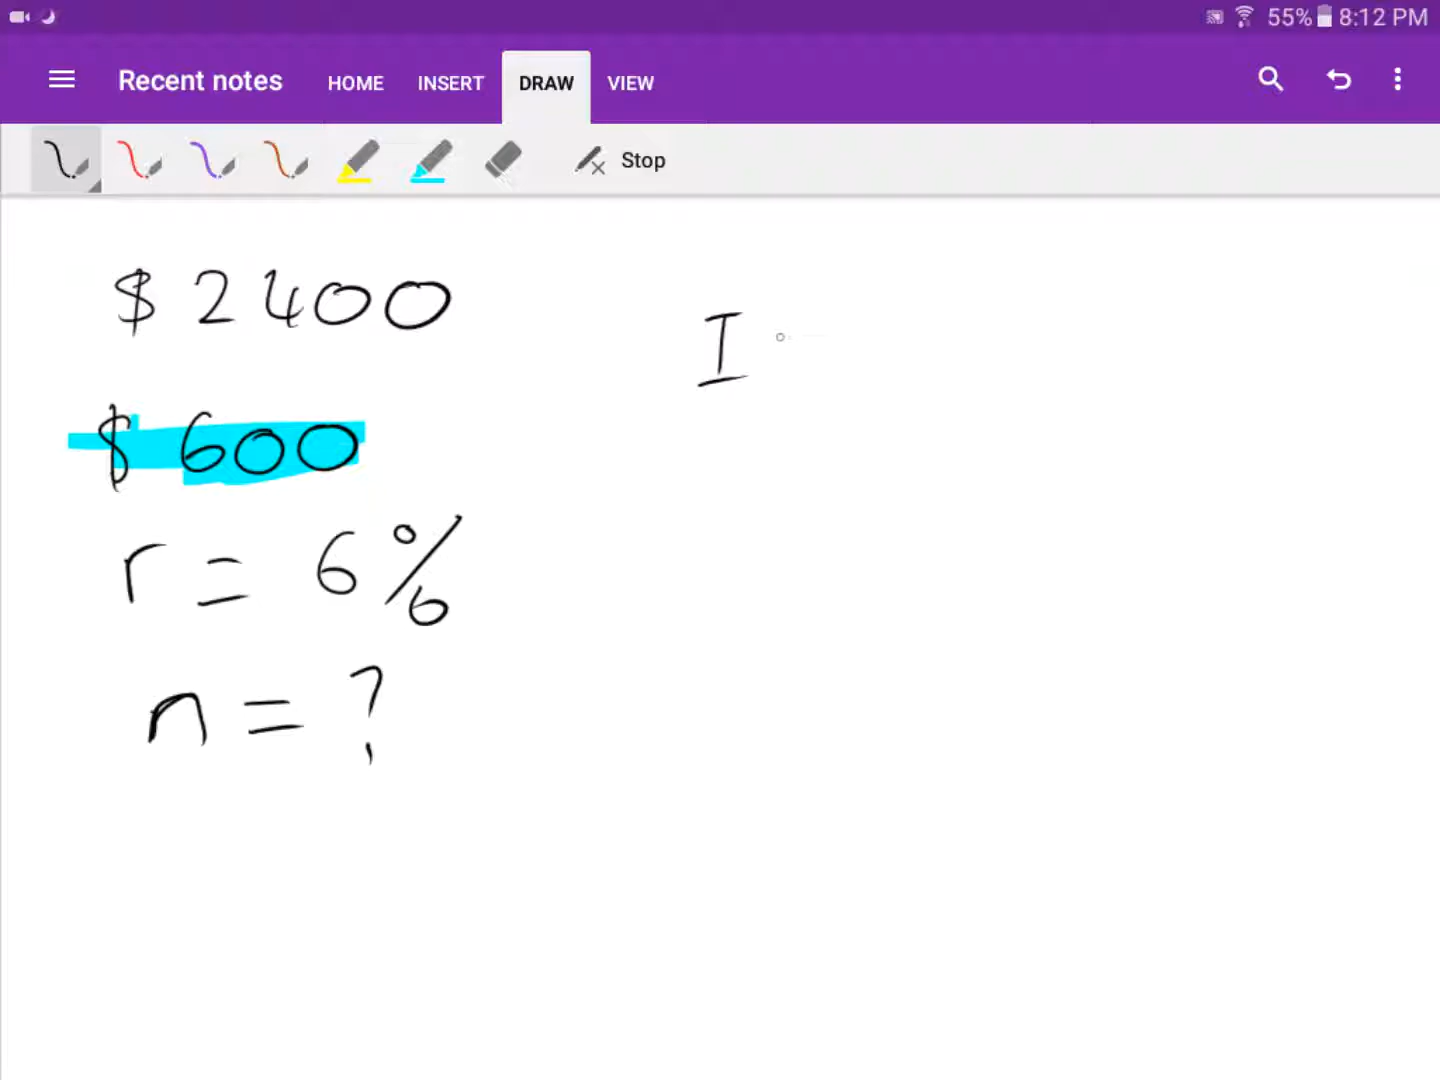 55% 8:12 PM
Recent notes HOME INSERT DRAW VIEW
Stop
$ 2400
I
$ 600
r = 6%
n = ?